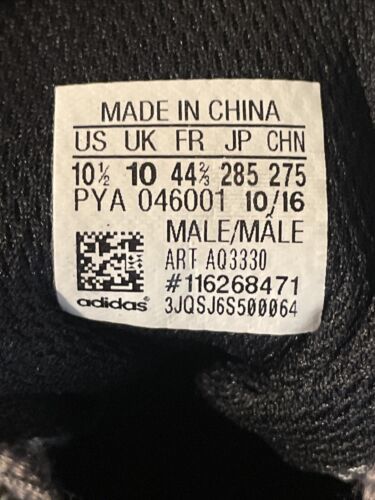 MADE IN CHINA
US UK FR JP CHN
10½ 10 44⅔ 285 275
PYA 046001 10/16
MALE/MÂLE
ART AQ3330
#116268471
adidas® 3JQSJ6S500064